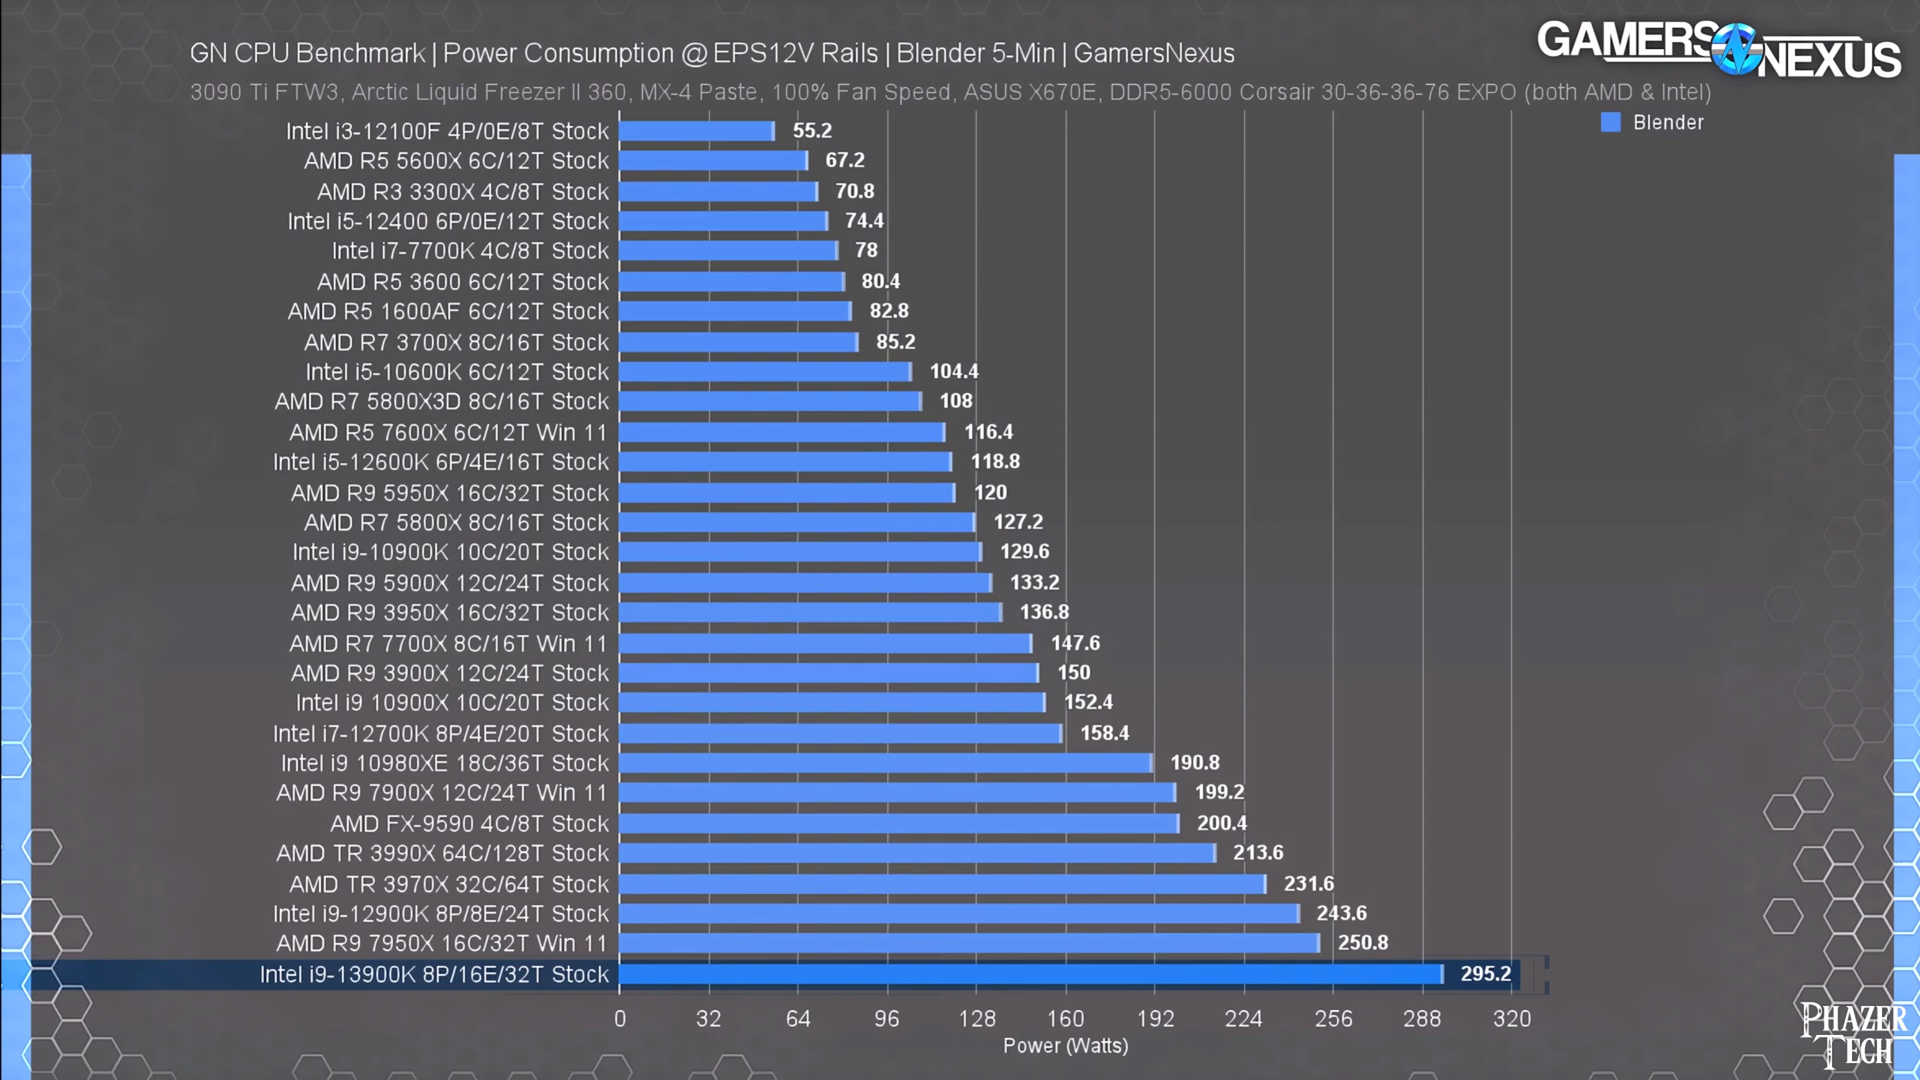 GAMERS NEXUS
GN CPU Benchmark | Power Consumption @ EPS12V Rails | Blender 5-Min | GamersNexus
3090 Ti FTW3, Arctic Liquid Freezer II 360, MX-4 Paste, 100% Fan Speed, ASUS X670E, DDR5-6000 Corsair 30-36-36-76 EXPO (both AMD & Intel)
Blender
Intel i3-12100F 4P/0E/8T Stock 55.2
AMD R5 5600X 6C/12T Stock 67.2
AMD R3 3300X 4C/8T Stock 70.8
Intel i5-12400 6P/0E/12T Stock 74.4
Intel i7-7700K 4C/8T Stock 78
AMD R5 3600 6C/12T Stock 80.4
AMD R5 1600AF 6C/12T Stock 82.8
AMD R7 3700X 8C/16T Stock 85.2
Intel i5-10600K 6C/12T Stock 104.4
AMD R7 5800X3D 8C/16T Stock 108
AMD R5 7600X 6C/12T Win 11 116.4
Intel i5-12600K 6P/4E/16T Stock 118.8
AMD R9 5950X 16C/32T Stock 120
AMD R7 5800X 8C/16T Stock 127.2
Intel i9-10900K 10C/20T Stock 129.6
AMD R9 5900X 12C/24T Stock 133.2
AMD R9 3950X 16C/32T Stock 136.8
AMD R7 7700X 8C/16T Win 11 147.6
AMD R9 3900X 12C/24T Stock 150
Intel i9 10900X 10C/20T Stock 152.4
Intel i7-12700K 8P/4E/20T Stock 158.4
Intel i9 10980XE 18C/36T Stock 190.8
AMD R9 7900X 12C/24T Win 11 199.2
AMD FX-9590 4C/8T Stock 200.4
AMD TR 3990X 64C/128T Stock 213.6
AMD TR 3970X 32C/64T Stock 231.6
Intel i9-12900K 8P/8E/24T Stock 243.6
AMD R9 7950X 16C/32T Win 11 250.8
Intel i9-13900K 8P/16E/32T Stock 295.2
0 32 64 96 128 160 192 224 256 288 320
Power (Watts)
PHAZER
TECH